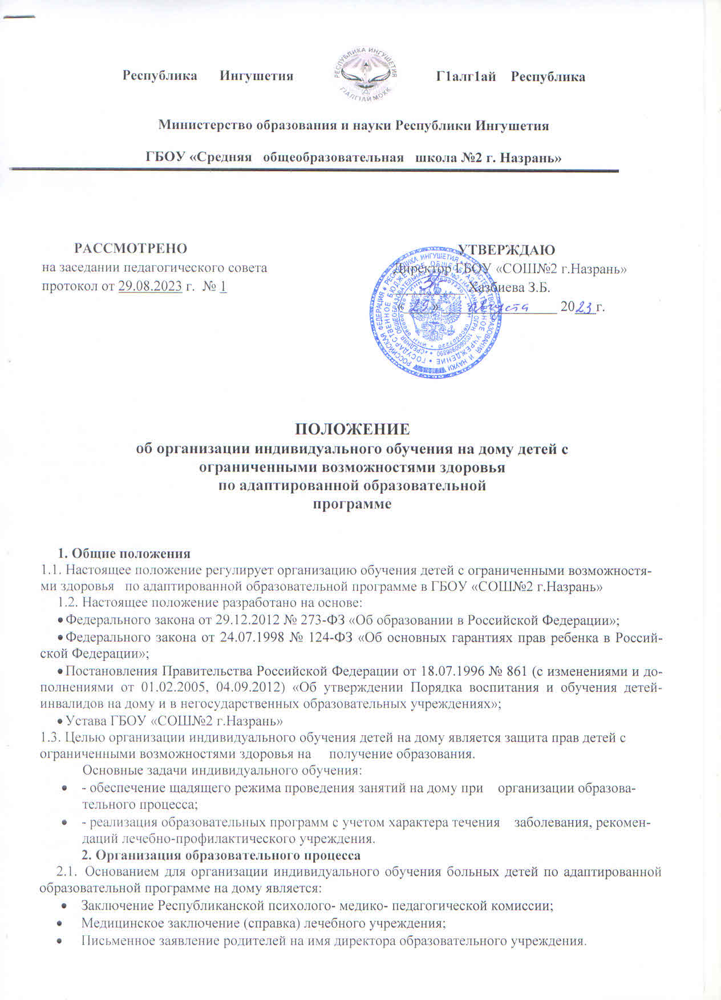 Республика Ингушетия
РЕСПУБЛИКА ИНГУШЕТИЯ
ГIАЛГIАЙ МОХК
Г1алг1ай Республика
Министерство образования и науки Республики Ингушетия
ГБОУ «Средняя общеобразовательная школа №2 г. Назрань»
РАССМОТРЕНО
на заседании педагогического совета
протокол от 29.08.2023 г. № 1
УТВЕРЖДАЮ
Директор ГБОУ «СОШ№2 г.Назрань»
Хазбиева З.Б.
«29» августа 2023 г.
ПОЛОЖЕНИЕ
об организации индивидуального обучения на дому детей с
ограниченными возможностями здоровья
по адаптированной образовательной
программе
1. Общие положения
1.1. Настоящее положение регулирует организацию обучения детей с ограниченными возможностя-
ми здоровья по адаптированной образовательной программе в ГБОУ «СОШ№2 г.Назрань»
1.2. Настоящее положение разработано на основе:
• Федерального закона от 29.12.2012 № 273-ФЗ «Об образовании в Российской Федерации»;
• Федерального закона от 24.07.1998 № 124-ФЗ «Об основных гарантиях прав ребенка в Россий-
ской Федерации»;
• Постановления Правительства Российской Федерации от 18.07.1996 № 861 (с изменениями и до-
полнениями от 01.02.2005, 04.09.2012) «Об утверждении Порядка воспитания и обучения детей-
инвалидов на дому и в негосударственных образовательных учреждениях»;
• Устава ГБОУ «СОШ№2 г.Назрань»
1.3. Целью организации индивидуального обучения детей на дому является защита прав детей с
ограниченными возможностями здоровья на получение образования.
Основные задачи индивидуального обучения:
• - обеспечение щадящего режима проведения занятий на дому при организации образова-
тельного процесса;
• - реализация образовательных программ с учетом характера течения заболевания, рекомен-
даций лечебно-профилактического учреждения.
2. Организация образовательного процесса
2.1. Основанием для организации индивидуального обучения больных детей по адаптированной
образовательной программе на дому является:
• Заключение Республиканской психолого- медико- педагогической комиссии;
• Медицинское заключение (справка) лечебного учреждения;
• Письменное заявление родителей на имя директора образовательного учреждения.